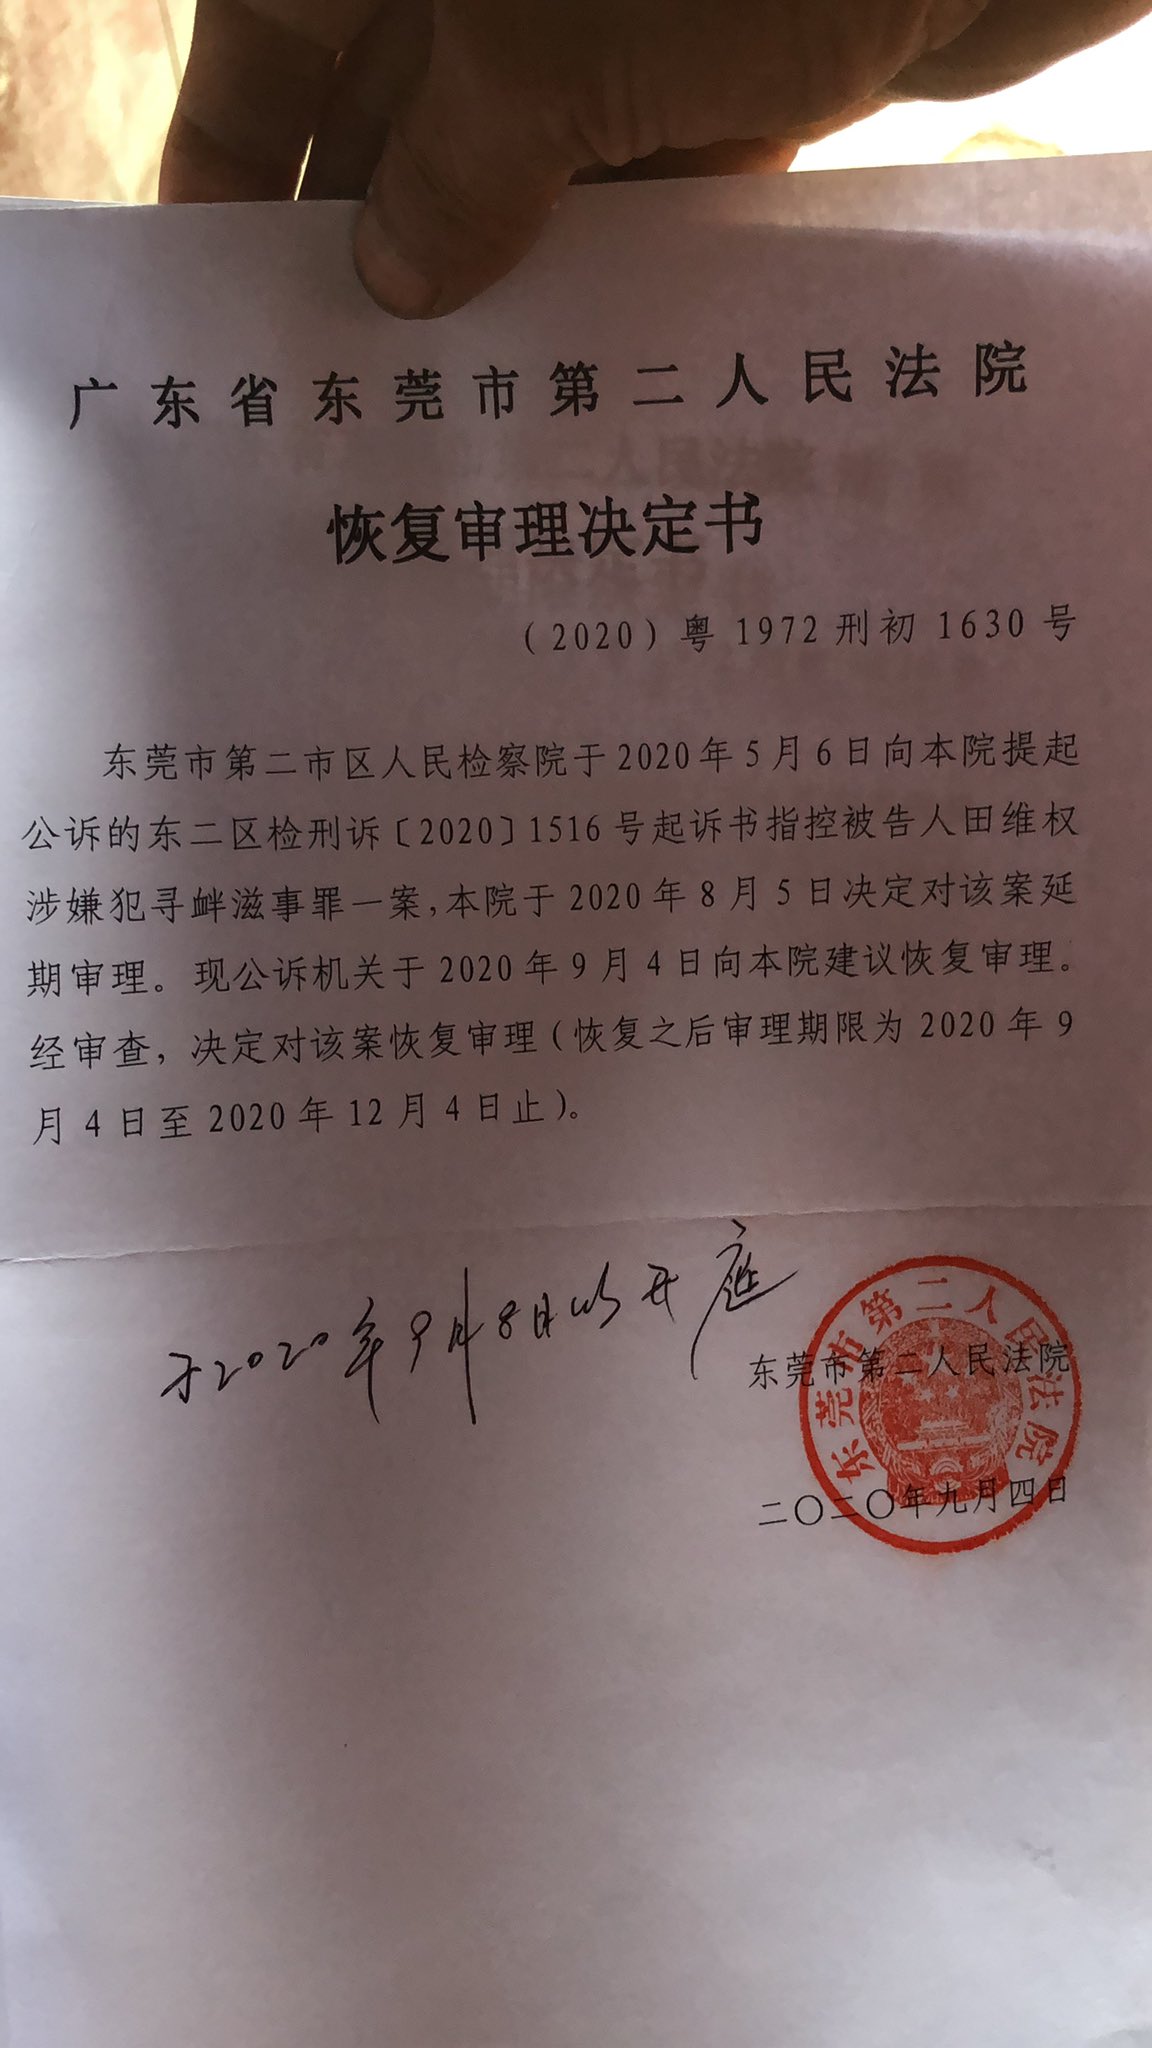 广东省东莞市第二人民法院
恢复审理决定书
（2020）粤1972刑初1630号
东莞市第二市区人民检察院于2020年5月6日向本院提起
公诉的东二区检刑诉〔2020〕1516号起诉书指控被告人田维权
涉嫌犯寻衅滋事罪一案，本院于2020年8月5日决定对该案延
期审理。现公诉机关于2020年9月4日向本院建议恢复审理。
经审查，决定对该案恢复审理（恢复之后审理期限为2020年9
月4日至2020年12月4日止）。
于2020年9月8日 开庭
东莞市第二人民法院
二〇二〇年九月四日
东莞市第二人民法院